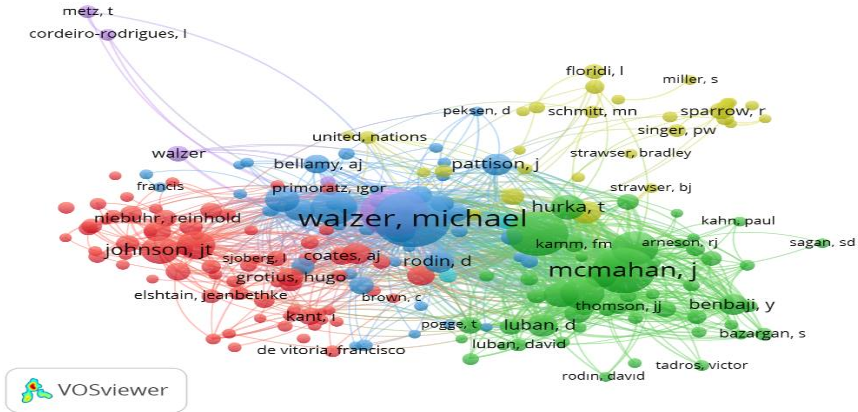 metz, t
cordeiro-rodrigues, l
floridi, l
miller, s
peksen, d
schmitt, mn
sparrow, r
singer, pw
united, nations
walzer
bellamy, aj
pattison, j
strawser, bradley
francis
primoratz, igor
strawser, bj
niebuhr, reinhold
walzer, michael
hurka, t
kahn, paul
johnson, jt
sjoberg, l
coates, aj
rodin, d
kamm, fm
arneson, rj
sagan, sd
grotius, hugo
mcmahan, j
elshtain, jeanbethke
brown, c
thomson, jj
benbaji, y
kant, i
pogge, t
luban, d
bazargan, s
de vitoria, francisco
luban, david
tadros, victor
rodin, david
VOSviewer